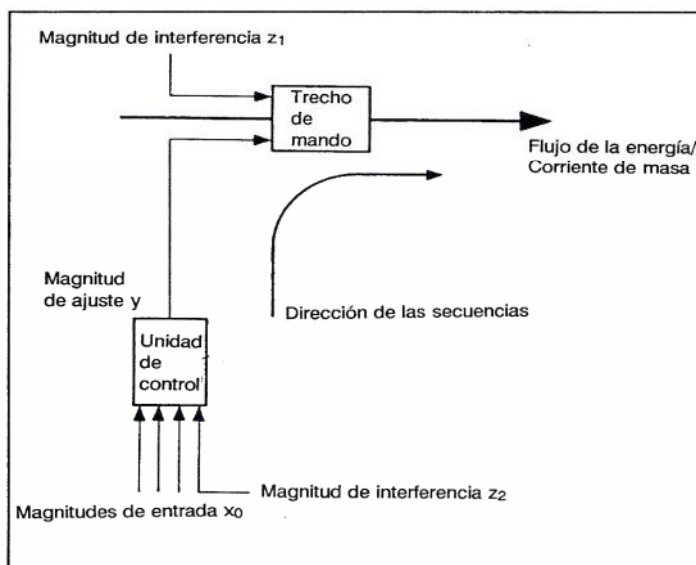 Magnitud de interferencia z1
Trecho
de
mando
Flujo de la energía/
Corriente de masa
Magnitud
de ajuste y
Dirección de las secuencias
Unidad
de
control
Magnitud de interferencia z2
Magnitudes de entrada x0